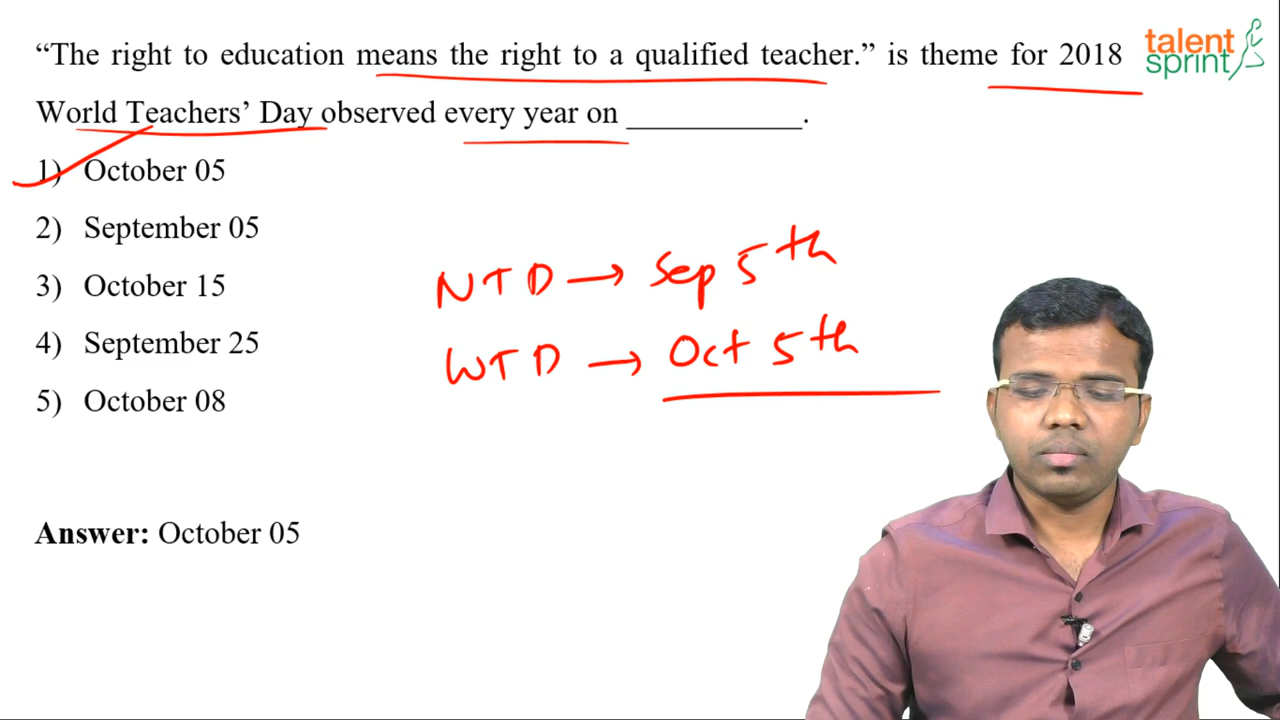 “The right to education means the right to a qualified teacher.” is theme for 2018
World Teachers’ Day observed every year on ___________.
talent
sprint
1) October 05
2) September 05
3) October 15
4) September 25
5) October 08
NTD → Sep 5th
WTD → Oct 5th
Answer: October 05